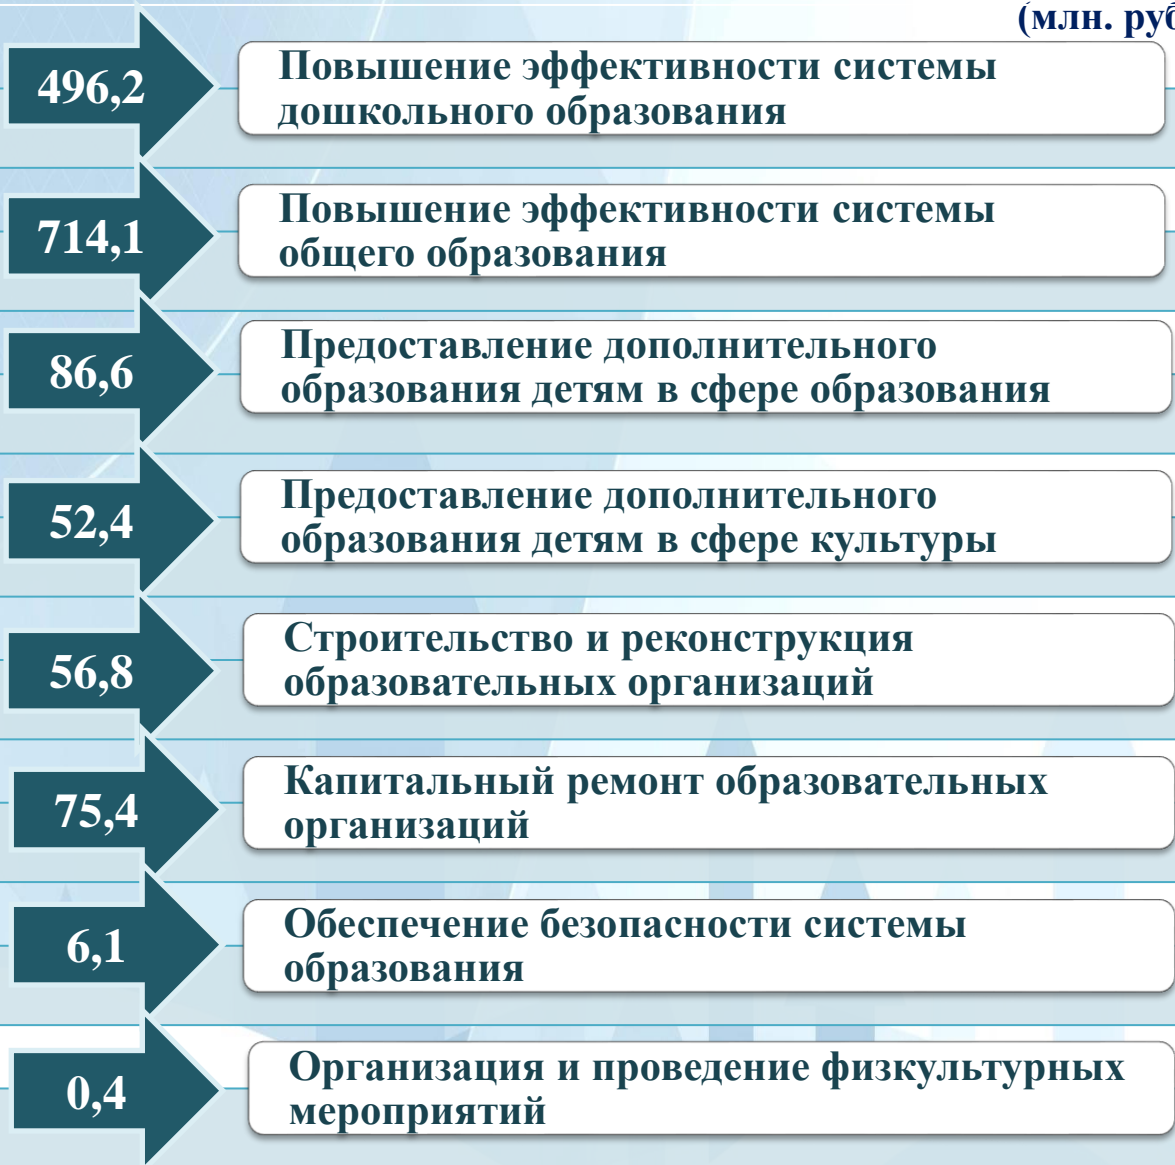 (млн. руб
496,2
Повышение эффективности системы
дошкольного образования
714,1
Повышение эффективности системы
общего образования
86,6
Предоставление дополнительного
образования детям в сфере образования
52,4
Предоставление дополнительного
образования детям в сфере культуры
56,8
Строительство и реконструкция
образовательных организаций
75,4
Капитальный ремонт образовательных
организаций
6,1
Обеспечение безопасности системы
образования
0,4
Организация и проведение физкультурных
мероприятий